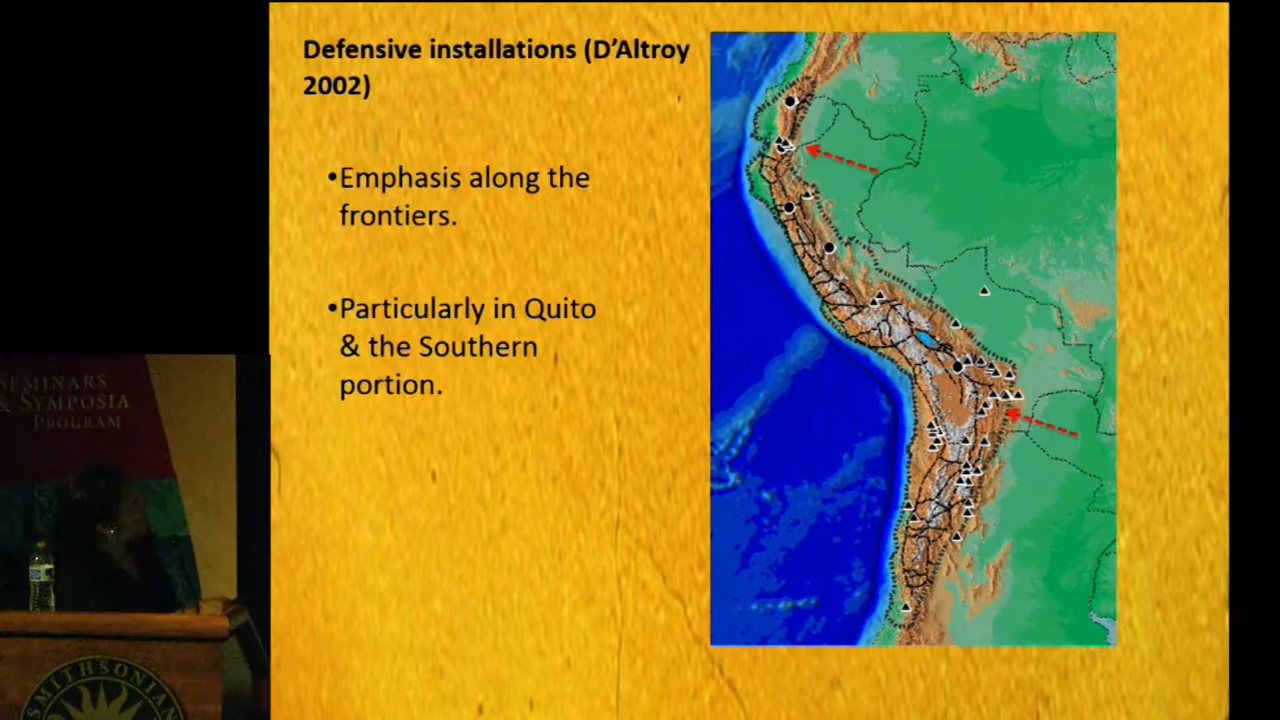 Defensive installations (D'Altroy
2002)
•Emphasis along the
frontiers.
•Particularly in Quito
& the Southern
portion.
SEMINARS
& SYMPOSIA
PROGRAM
SMITHSONIAN